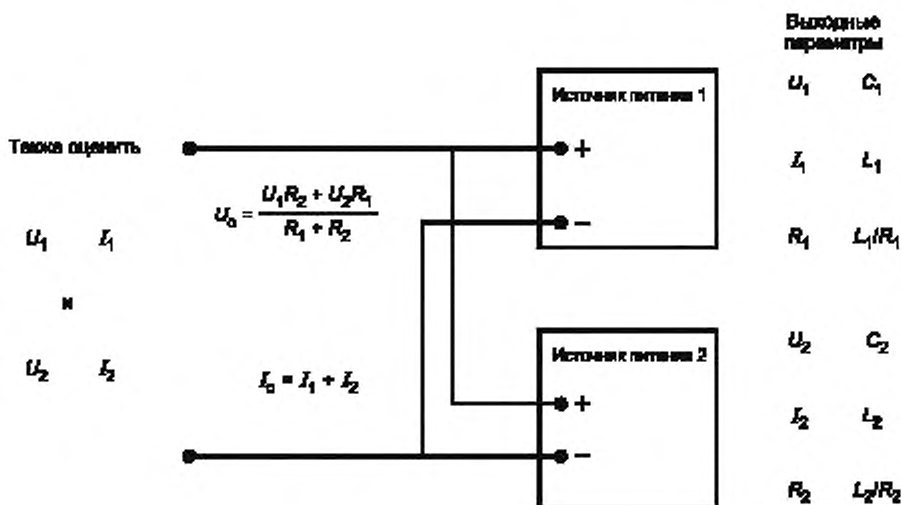 Выходные
параметры
U₁ C₁
Источник питания 1
Также оценить
+
I₁ L₁
U₀ = (U₁R₂ + U₂R₁) / (R₁ + R₂)
−
U₁ I₁
R₁ L₁/R₁
и
U₂ C₂
Источник питания 2
U₂ I₂
I₀ = I₁ + I₂
+
I₂ L₂
−
R₂ L₂/R₂